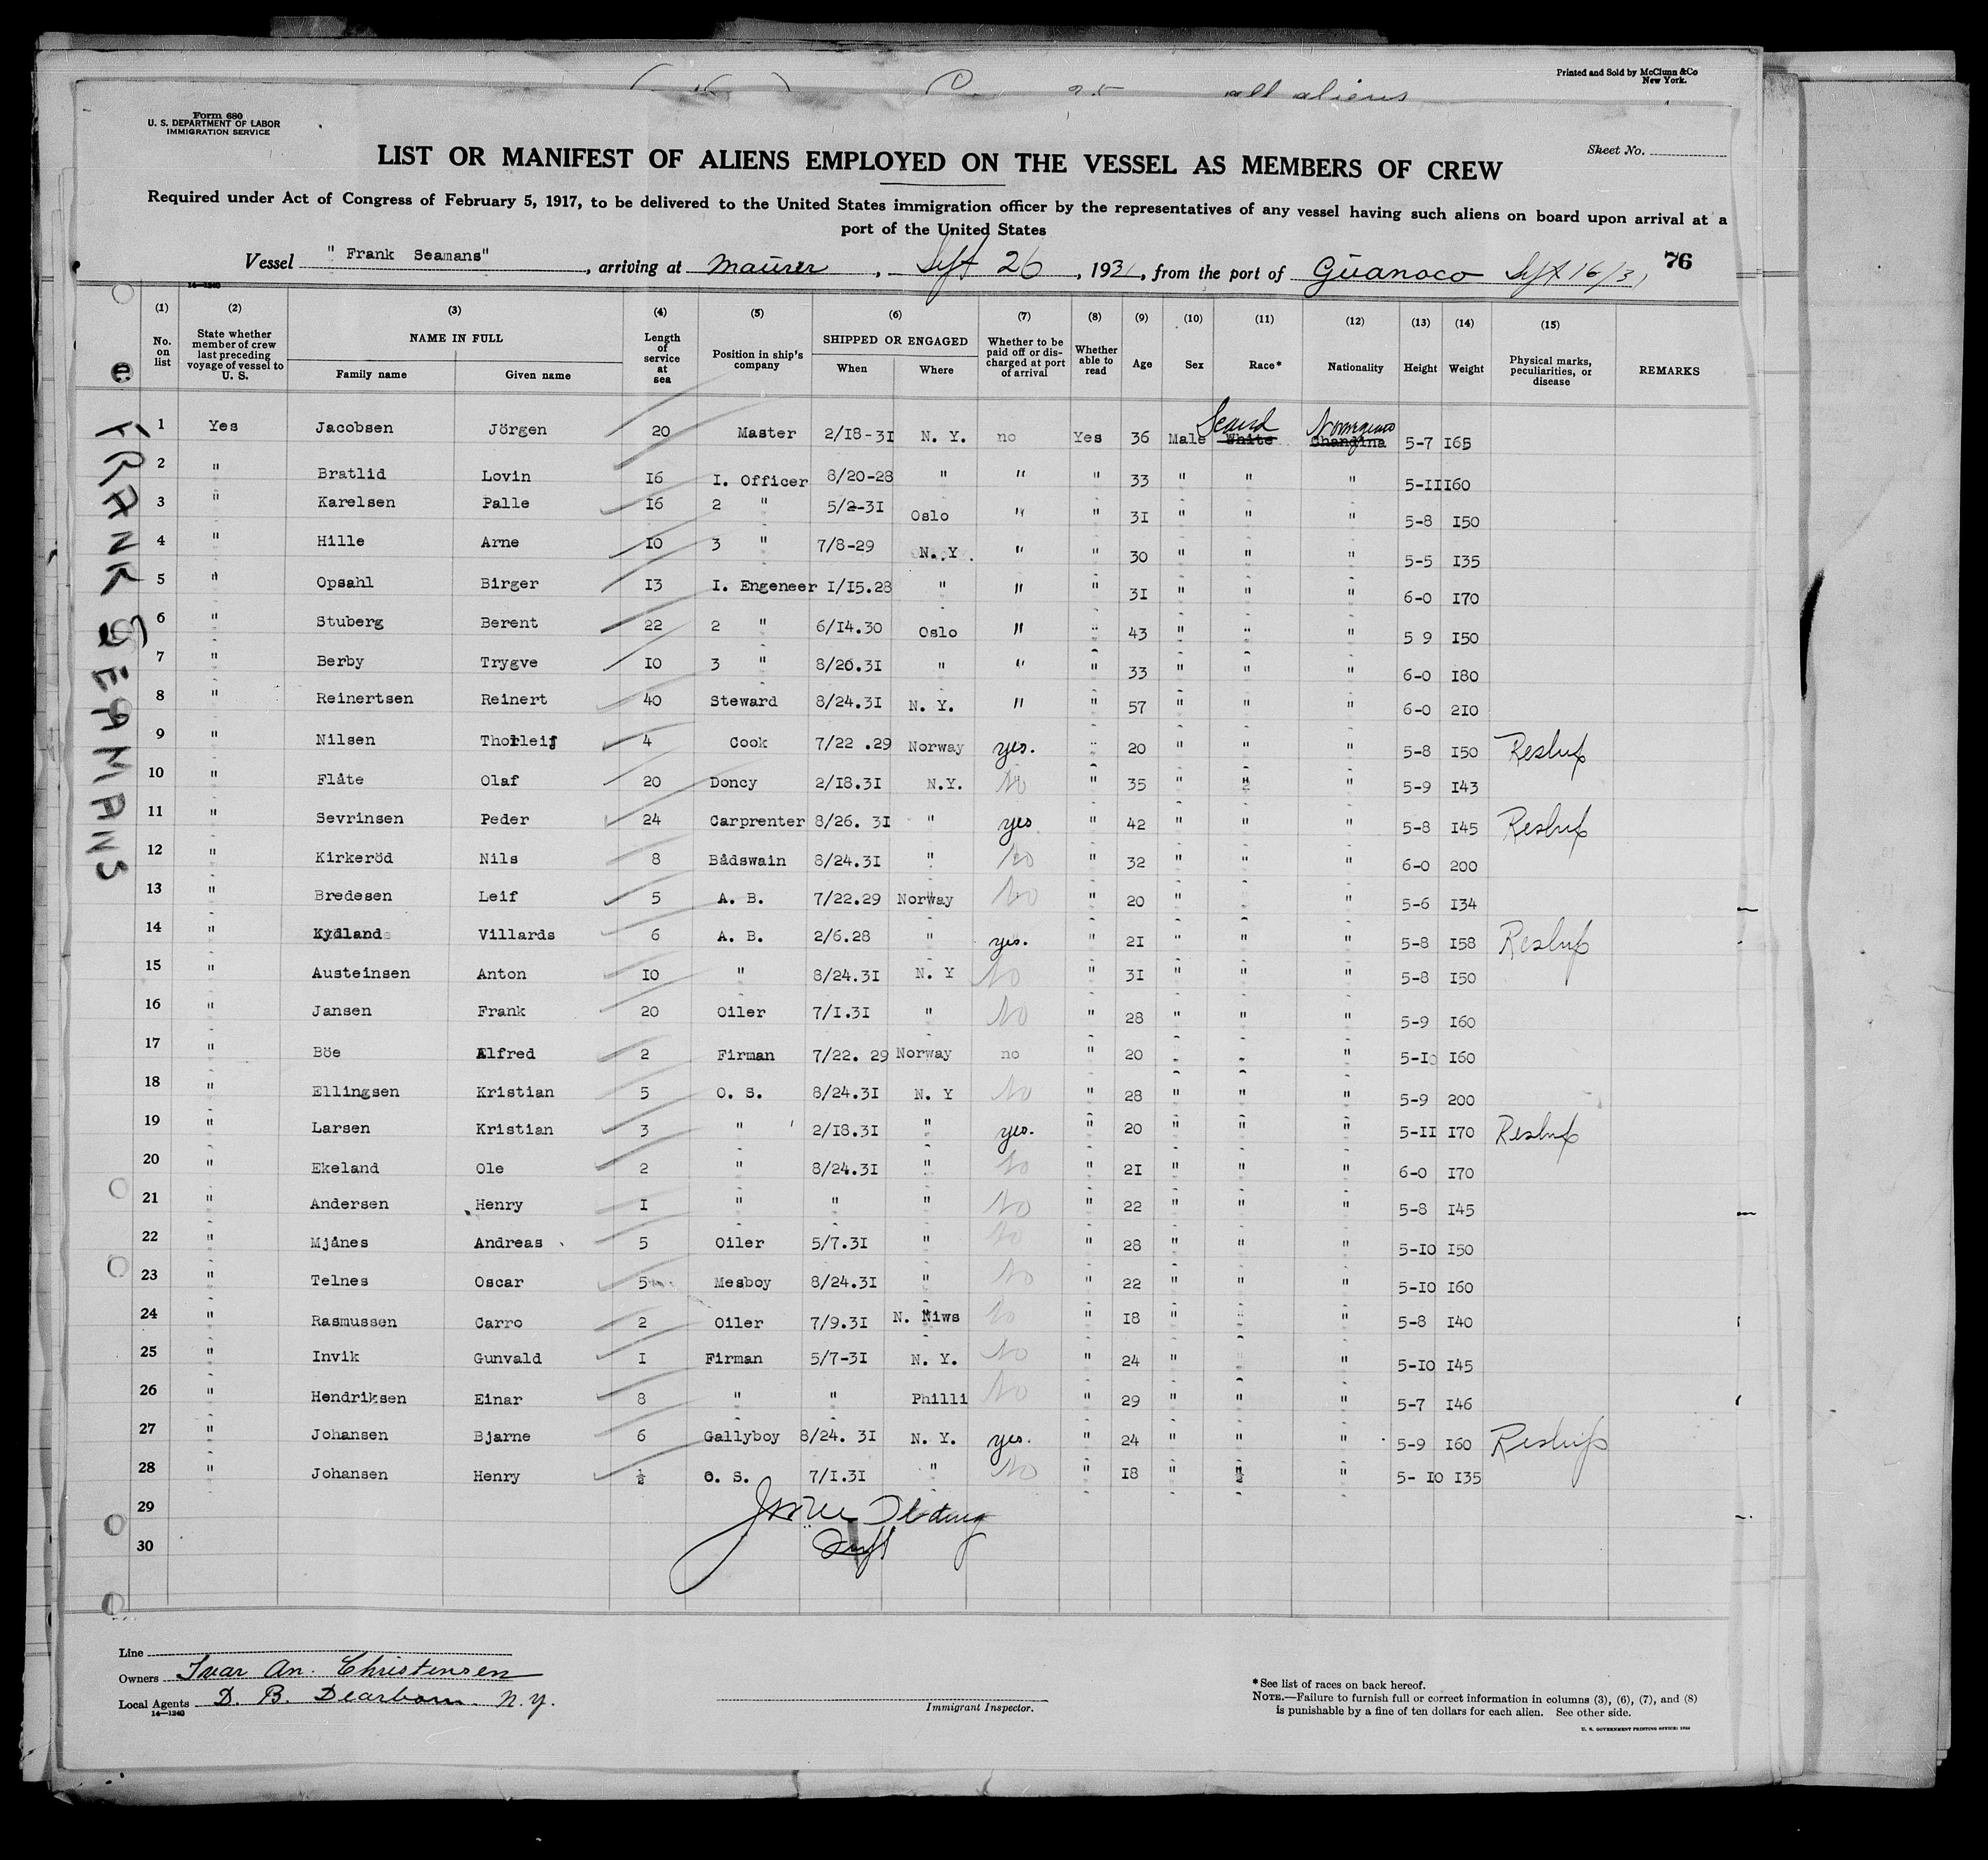 all aliens
Printed and Sold by McClunn & Co
New York.
Form 680
U. S. DEPARTMENT OF LABOR
IMMIGRATION SERVICE
Sheet No.
LIST OR MANIFEST OF ALIENS EMPLOYED ON THE VESSEL AS MEMBERS OF CREW
Required under Act of Congress of February 5, 1917, to be delivered to the United States immigration officer by the representatives of any vessel having such aliens on board upon arrival at a
port of the United States
Vessel "Frank Seamans", arriving at Maurer, Sept 26, 1931, from the port of Guanoco Sept 16/31
76
14—1240
(1) (2) (3) (4) (5) (6) (7) (8) (9) (10) (11) (12) (13) (14) (15)
No. on list State whether member of crew last preceding voyage of vessel to U. S. NAME IN FULL Family name Given name Length of service at sea Position in ship's company SHIPPED OR ENGAGED When Where Whether to be paid off or discharged at port of arrival Whether able to read Age Sex Race* Nationality Height Weight Physical marks, peculiarities, or disease REMARKS
1 Yes Jacobsen Jörgen 20 Master 2/18-31 N. Y. no Yes 36 Male White Scand Norwegian 5-7 165
2 " Bratlid Lovin 16 I. Officer 8/20-28 " " " 33 " " " 5-II 160
3 " Karelsen Palle 16 2 " 5/2-31 Oslo " " 31 " " " 5-8 150
4 " Hille Arne 10 3 " 7/8-29 N. Y. " " 30 " " " 5-5 135
5 " Opsahl Birger 13 I. Engeneer 1/15.28 " " " 31 " " " 6-0 170
6 " Stuberg Berent 22 2 " 6/14.30 Oslo " " 43 " " " 5 9 150
7 " Berby Trygve 10 3 " 8/26.31 " " " 33 " " " 6-0 180
8 " Reinertsen Reinert 40 Steward 8/24.31 N. Y. " " 57 " " " 6-0 210
9 " Nilsen Thorleif 4 Cook 7/22 .29 Norway yes. " 20 " " " 5-8 150 Reship
10 " Flåte Olaf 20 Doncy 2/18.31 N.Y. No " 35 " " " 5-9 143
11 " Sevrinsen Peder 24 Carprenter 8/26. 31 " yes " 42 " " " 5-8 145 Reship
12 " Kirkeröd Nils 8 Bådswain 8/24.31 " No " 32 " " " 6-0 200
13 " Bredesen Leif 5 A. B. 7/22.29 Norway No " 20 " " " 5-6 134
14 " Kydland Villards 6 A. B. 2/6.28 " yes. " 21 " " " 5-8 158 Reship
15 " Austeinsen Anton 10 " 8/24.31 N. Y No " 31 " " " 5-8 150
16 " Jansen Frank 20 Oiler 7/1.31 " No " 28 " " " 5-9 160
17 " Böe Alfred 2 Firman 7/22. 29 Norway no " 20 " " " 5-10 160
18 " Ellingsen Kristian 5 O. S. 8/24.31 N. Y No " 28 " " " 5-9 200
19 " Larsen Kristian 3 " 2/18.31 " yes. " 20 " " " 5-II 170 Reship
20 " Ekeland Ole 2 " 8/24.31 " No " 21 " " " 6-0 170
21 " Andersen Henry I " " " No " 22 " " " 5-8 145
22 " Mjånes Andreas 5 Oiler 5/7.31 " No " 28 " " " 5-10 150
23 " Telnes Oscar 5 Mesboy 8/24.31 " No " 22 " " " 5-10 160
24 " Rasmussen Carro 2 Oiler 7/9.31 N. Niws No " 18 " " " 5-8 140
25 " Invik Gunvald I Firman 5/7-31 N. Y. No " 24 " " " 5-10 145
26 " Hendriksen Einar 8 " " Philli No " 29 " " " 5-7 146
27 " Johansen Bjarne 6 Gallyboy 8/24. 31 N. Y. yes. " 24 " " " 5-9 160 Reship
28 " Johansen Henry ½ O. S. 7/1.31 " No " 18 " " " 5- 10 135
29
30
FRANK SEAMANS
Line
Owners Ivar An. Christensen
Local Agents D. B. Dearborn. N.Y.
14—1240
Immigrant Inspector.
*See list of races on back hereof.
NOTE.—Failure to furnish full or correct information in columns (3), (6), (7), and (8)
is punishable by a fine of ten dollars for each alien. See other side.
U. S. GOVERNMENT PRINTING OFFICE: